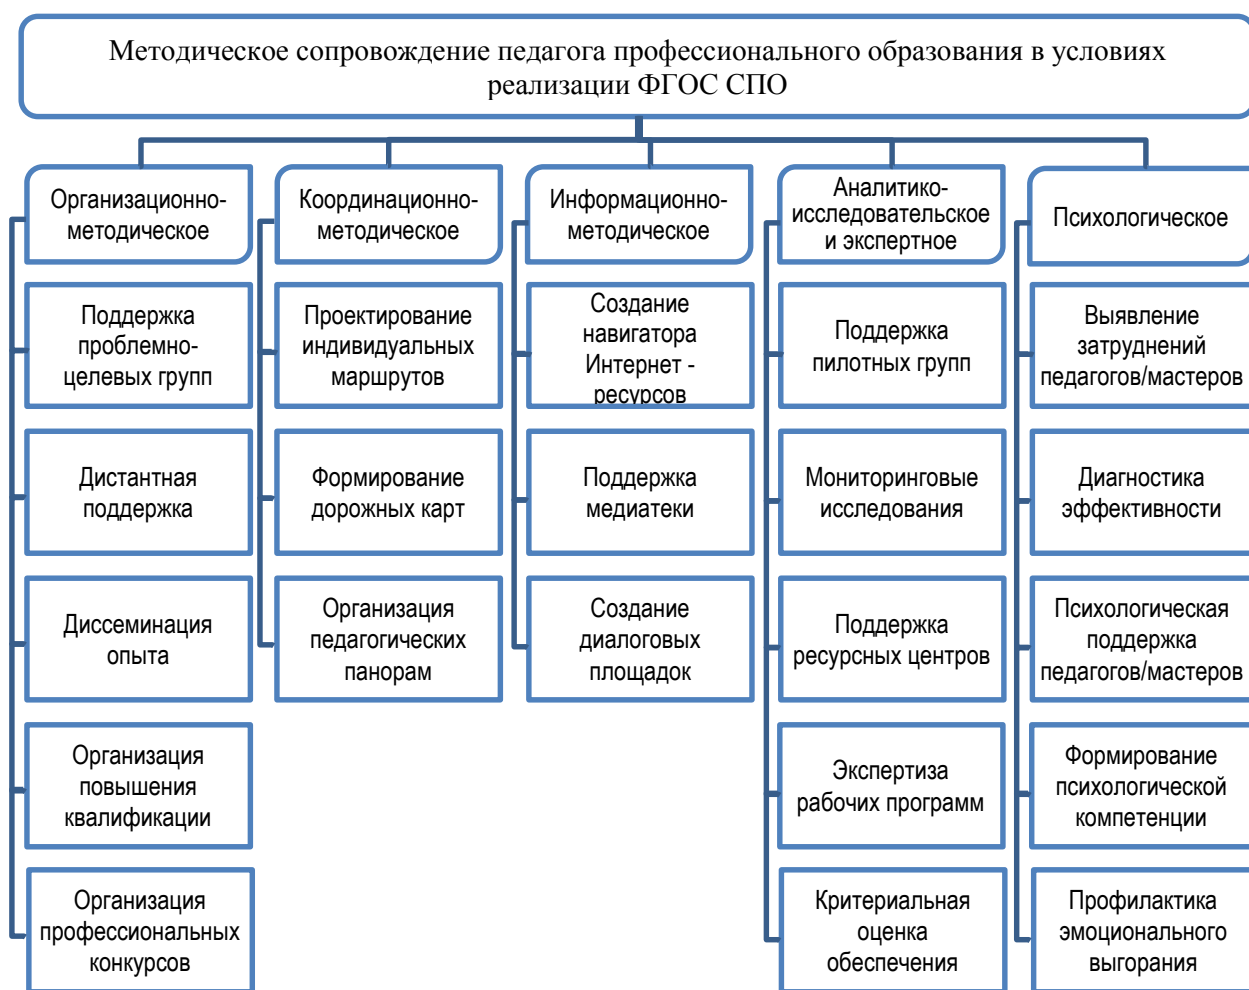 Методическое сопровождение педагога профессионального образования в условиях
реализации ФГОС СПО
Организационно-
методическое
Поддержка
проблемно-
целевых групп
Дистантная
поддержка
Диссеминация
опыта
Организация
повышения
квалификации
Организация
профессиональных
конкурсов
Координационно-
методическое
Проектирование
индивидуальных
маршрутов
Формирование
дорожных карт
Организация
педагогических
панорам
Информационно-
методическое
Создание
навигатора
Интернет -
ресурсов
Поддержка
медиатеки
Создание
диалоговых
площадок
Аналитико-
исследовательское
и экспертное
Поддержка
пилотных групп
Мониторинговые
исследования
Поддержка
ресурсных центров
Экспертиза
рабочих программ
Критериальная
оценка
обеспечения
Психологическое
Выявление
затруднений
педагогов/мастеров
Диагностика
эффективности
Психологическая
поддержка
педагогов/мастеров
Формирование
психологической
компетенции
Профилактика
эмоционального
выгорания